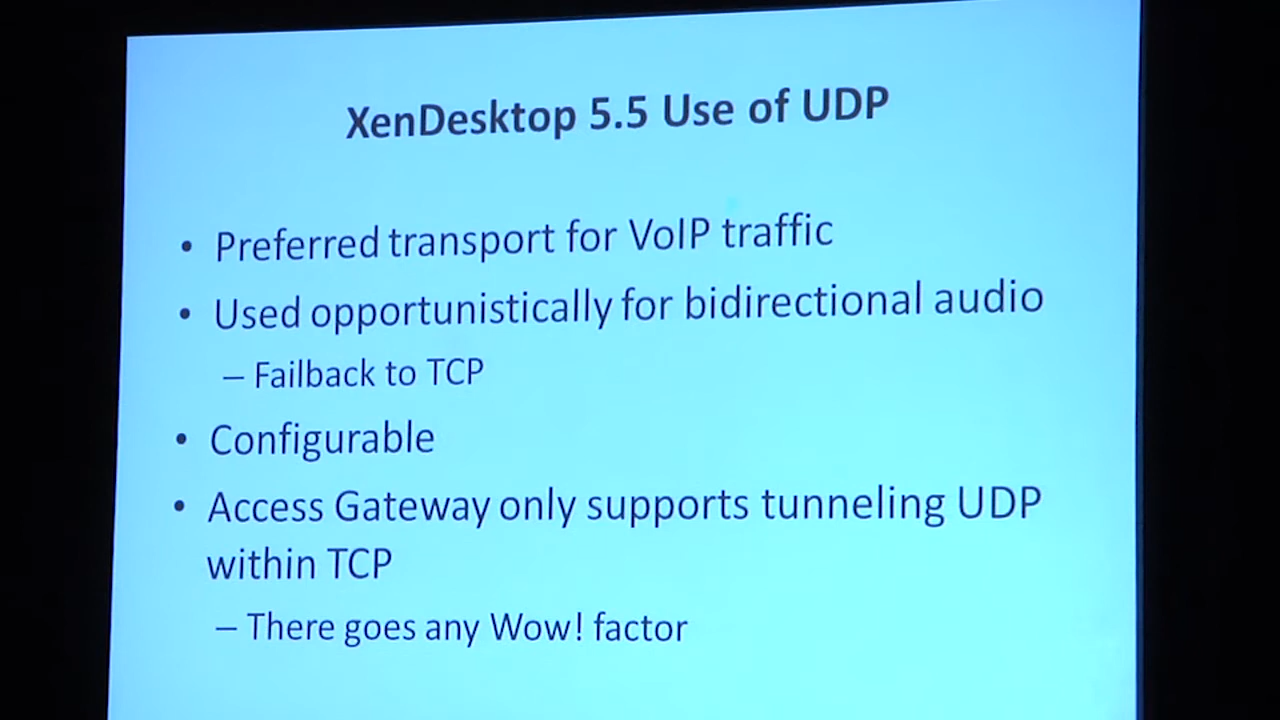 XenDesktop 5.5 Use of UDP
• Preferred transport for VoIP traffic
• Used opportunistically for bidirectional audio
– Failback to TCP
• Configurable
• Access Gateway only supports tunneling UDP
within TCP
– There goes any Wow! factor